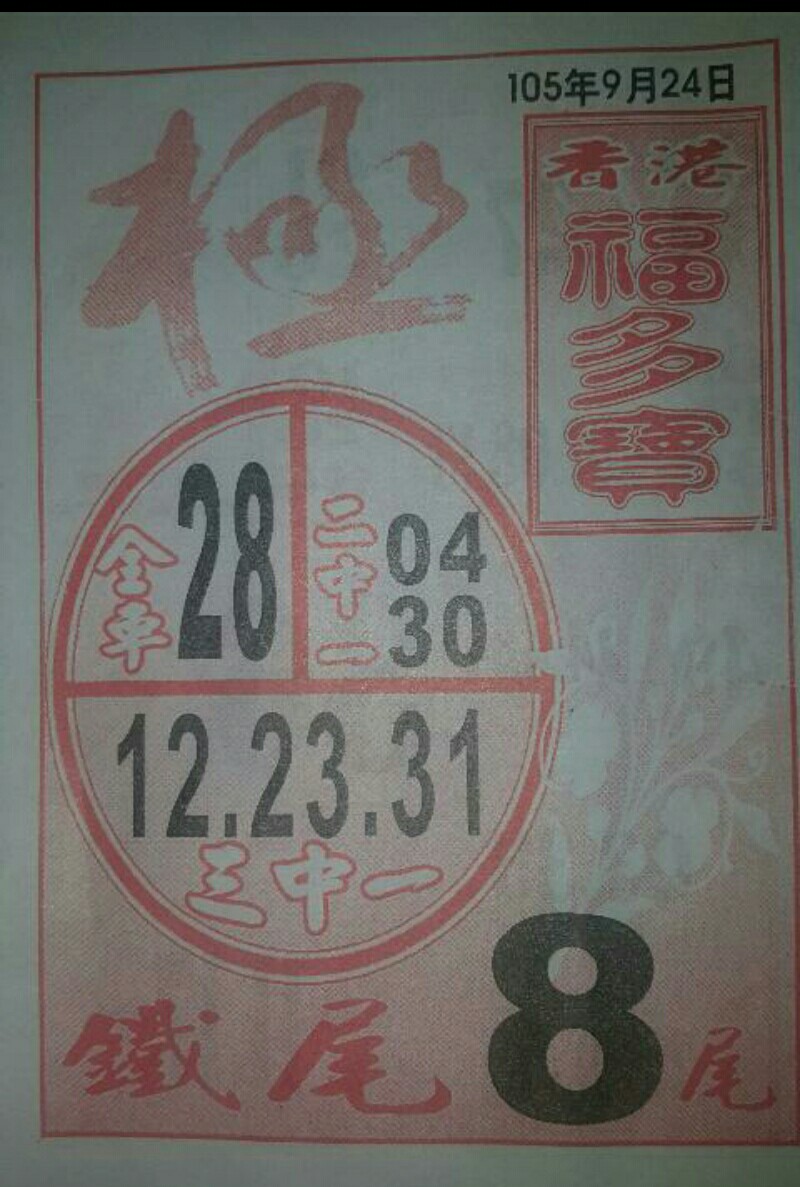 105年9月24日
極
香港
福多寶
全車 28
二中一 04 30
12.23.31
三中一
鐵尾 8 尾